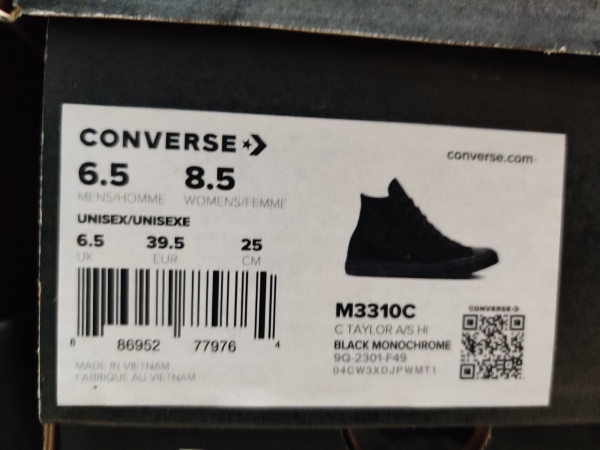 CONVERSE
converse.com
6.5 8.5
MENS/HOMME WOMENS/FEMME
UNISEX/UNISEXE
6.5 39.5 25
UK EUR CM
8 86952 77976 4
MADE IN VIETNAM
FABRIQUE AU VIETNAM
M3310C
C TAYLOR A/S HI
BLACK MONOCHROME
9Q-2301-F49
04CW3XDJPWMT1
CONVERSE